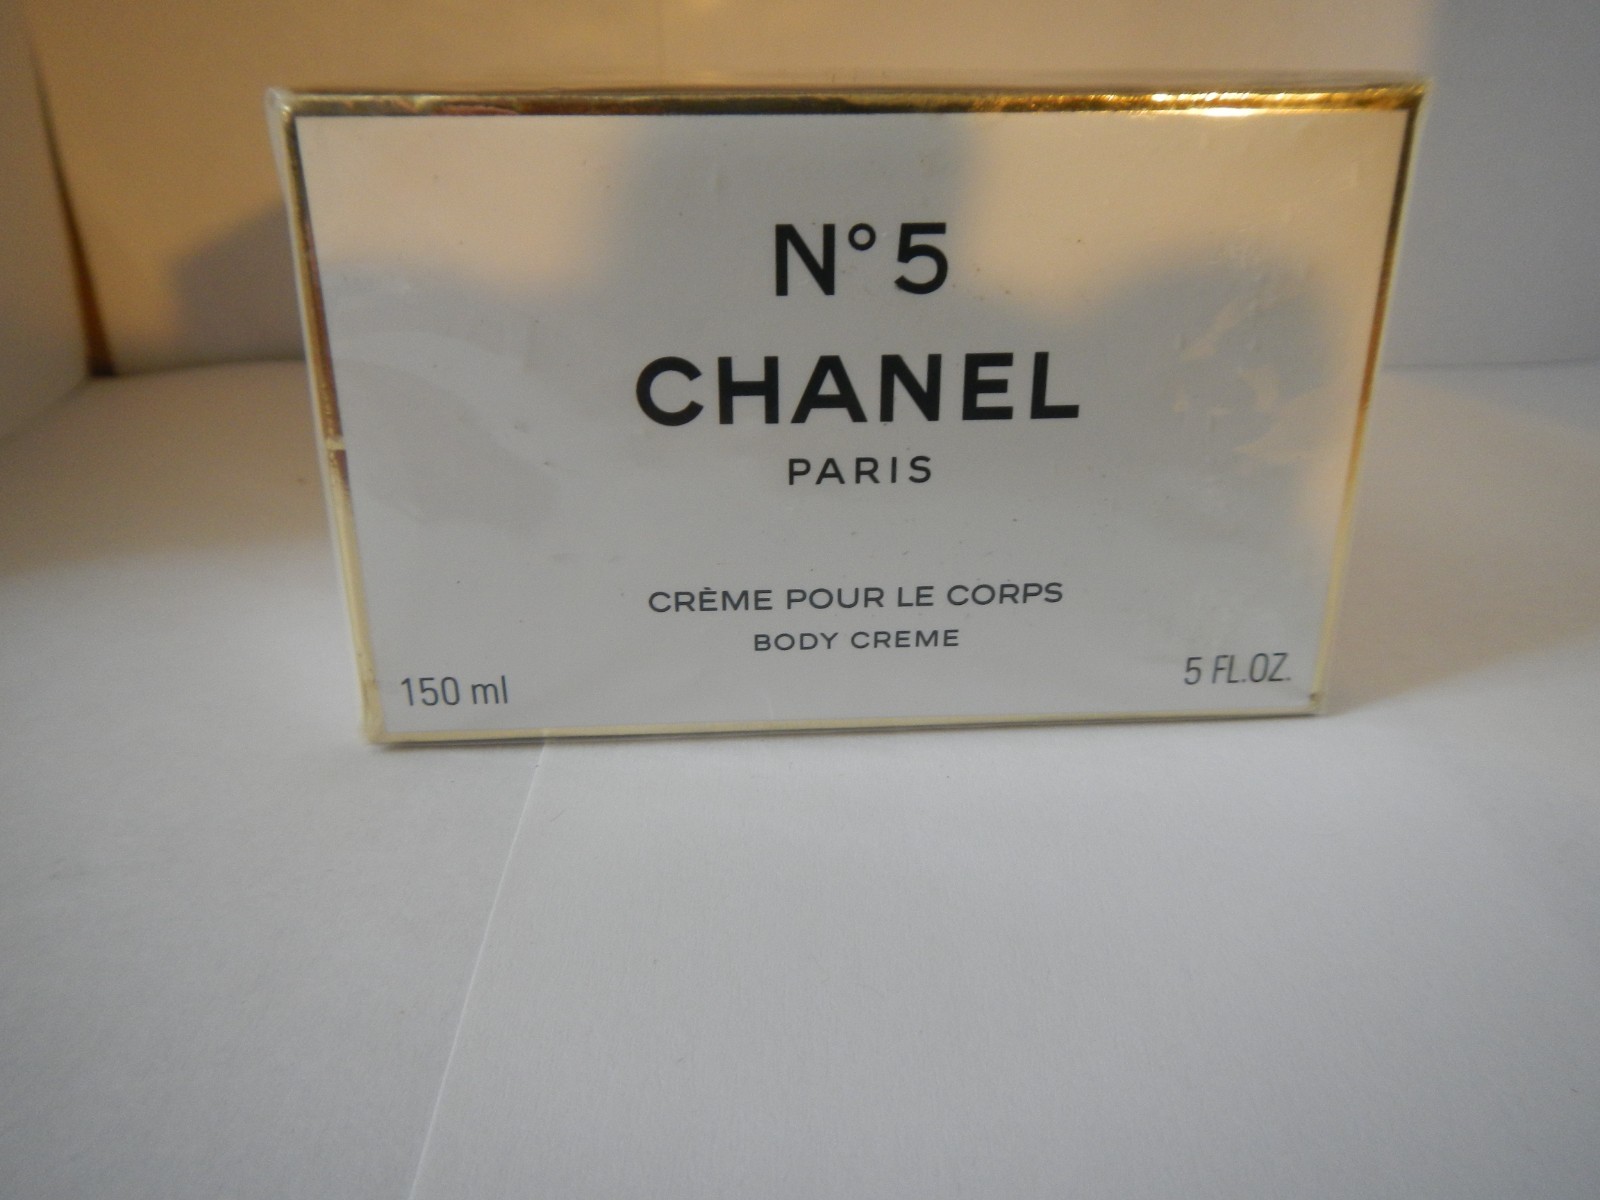 N°5
CHANEL
PARIS
CRÈME POUR LE CORPS
BODY CREME
150 ml
5 FL.OZ.